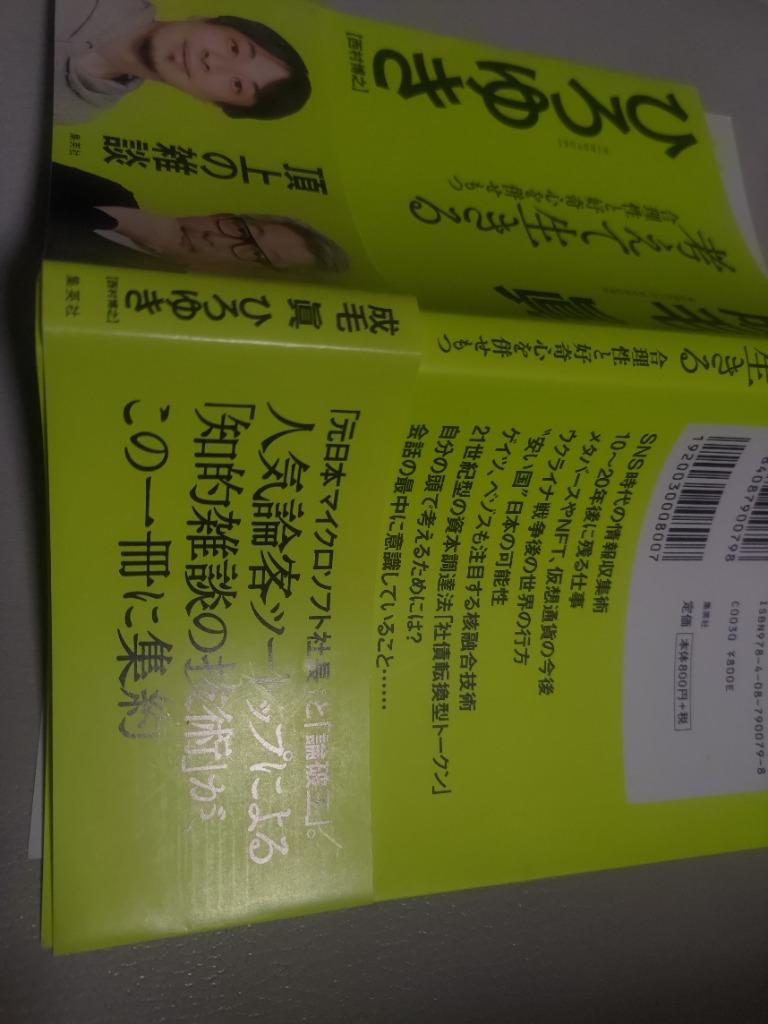 ひろゆき
[西村博之]
HIROYUKI
考えて生きる
合理性と好奇心を併せもつ
頂上の雑談
集英社
生きる
合理性と好奇心を併せもつ
成毛 眞 ひろゆき
[西村博之]
集英社
SNS時代の情報収集術
10〜20年後に残る仕事
メタバースやNFT、仮想通貨の今後
ウクライナ戦争後の世界の行方
“安い国”日本の可能性
ゲイツ、ベゾスも注目する核融合技術
21世紀型の資本調達法「社債転換型トークン」
自分の頭で考えるためには?
会話の最中に意識していること……
「元日本マイクロソフト社長」と「論破王」。
人気論客ツートップによる
「知的雑談の技術」が、
この一冊に集約
1920030008007
ISBN978-4-08-790079-8
C0030 ¥800E
集英社
定価 本体800円+税